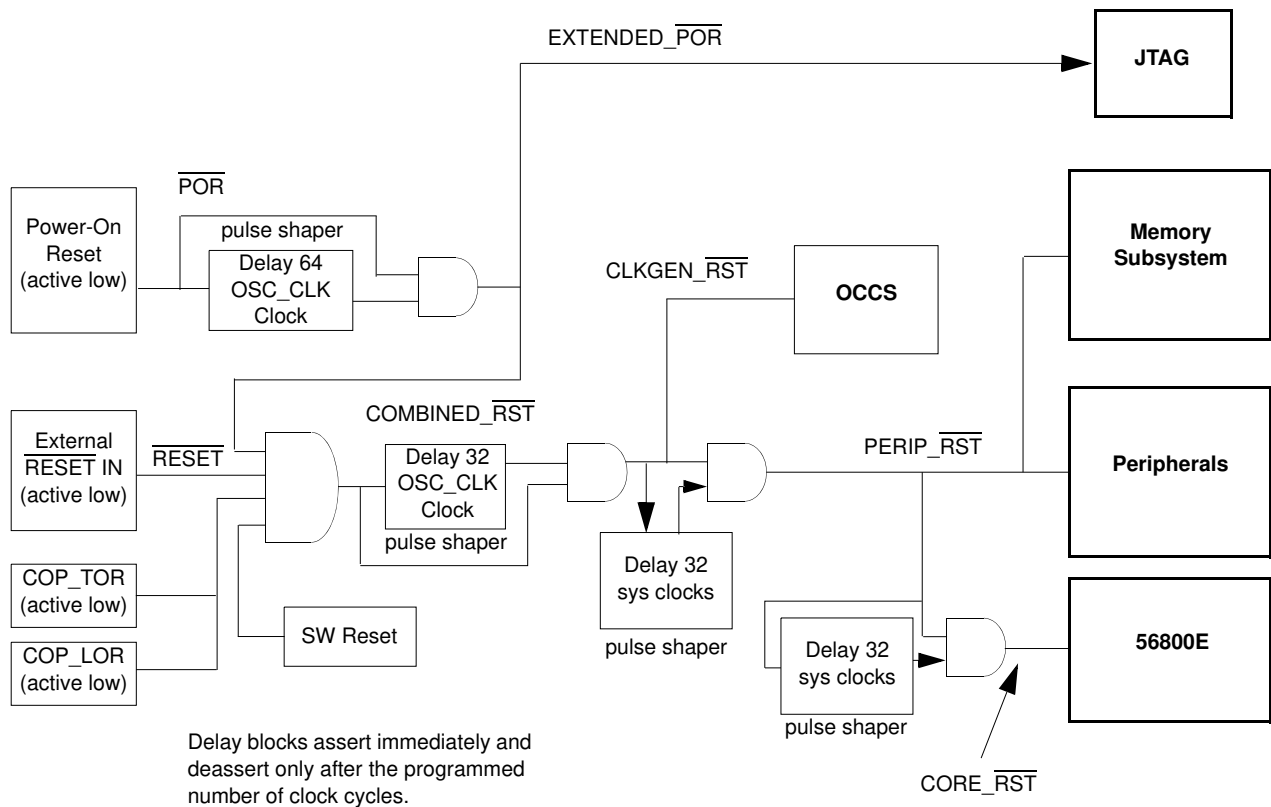 EXTENDED_POR
JTAG
POR
Power-On
Reset
(active low)
pulse shaper
Delay 64
OSC_CLK
Clock
CLKGEN_RST
OCCS
Memory
Subsystem
External
RESET IN
(active low)
RESET
COMBINED_RST
Delay 32
OSC_CLK
Clock
pulse shaper
PERIP_RST
Peripherals
COP_TOR
(active low)
COP_LOR
(active low)
SW Reset
Delay 32
sys clocks
pulse shaper
Delay 32
sys clocks
pulse shaper
56800E
CORE_RST
Delay blocks assert immediately and
deassert only after the programmed
number of clock cycles.